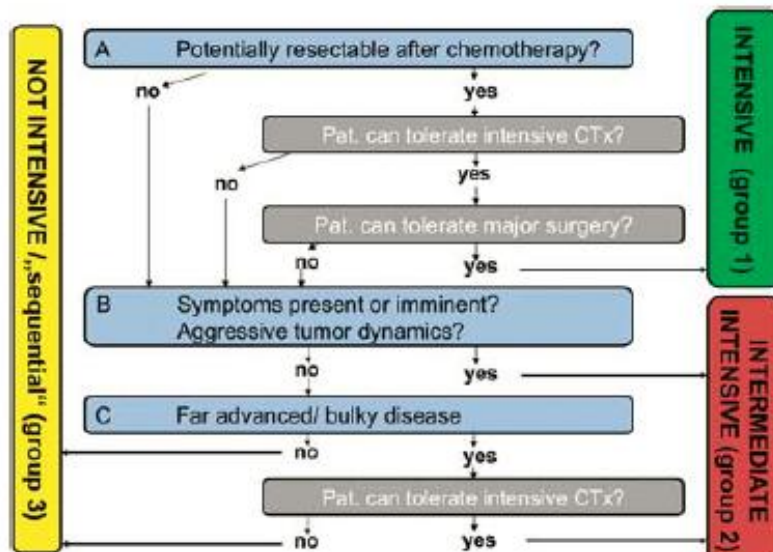 A Potentially resectable after chemotherapy?
no
yes
Pat. can tolerate intensive CTx?
no
yes
Pat. can tolerate major surgery?
no
yes
B Symptoms present or imminent?
Aggressive tumor dynamics?
no
yes
C Far advanced/ bulky disease
no
yes
Pat. can tolerate intensive CTx?
no
yes
NOT INTENSIVE /„sequential“ (group 3)
INTENSIVE (group 1)
INTERMEDIATE
INTENSIVE (group 2)